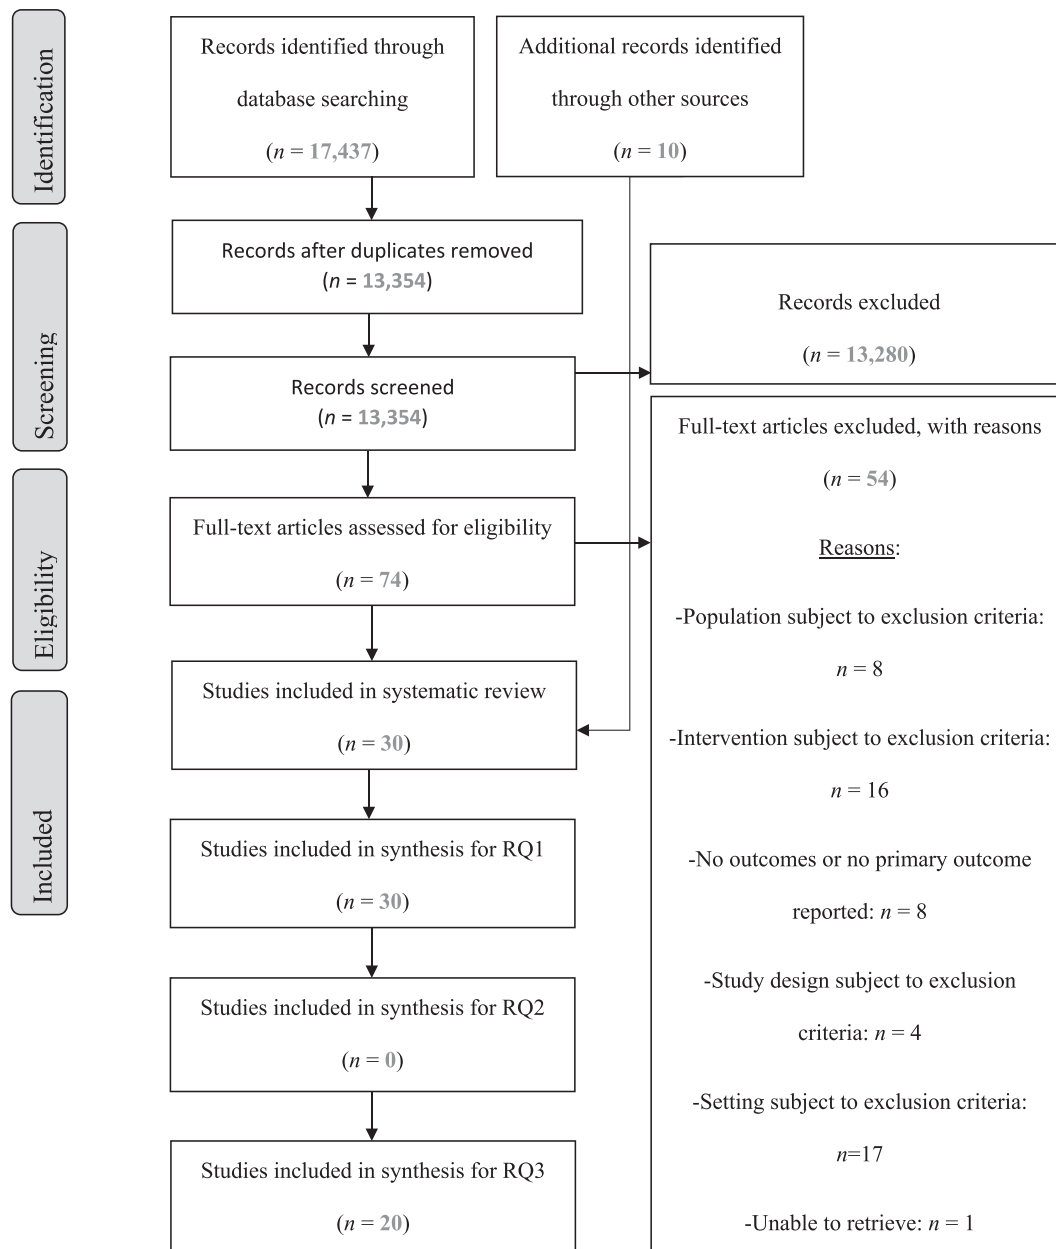 Identification
Records identified through
database searching
(n = 17,437)
Additional records identified
through other sources
(n = 10)
Screening
Records after duplicates removed
(n = 13,354)
Records screened
(n = 13,354)
Records excluded
(n = 13,280)
Eligibility
Full-text articles assessed for eligibility
(n = 74)
Full-text articles excluded, with reasons
(n = 54)
Reasons:
-Population subject to exclusion criteria:
n = 8
-Intervention subject to exclusion criteria:
n = 16
-No outcomes or no primary outcome
reported: n = 8
-Study design subject to exclusion
criteria: n = 4
-Setting subject to exclusion criteria:
n=17
-Unable to retrieve: n = 1
Included
Studies included in systematic review
(n = 30)
Studies included in synthesis for RQ1
(n = 30)
Studies included in synthesis for RQ2
(n = 0)
Studies included in synthesis for RQ3
(n = 20)